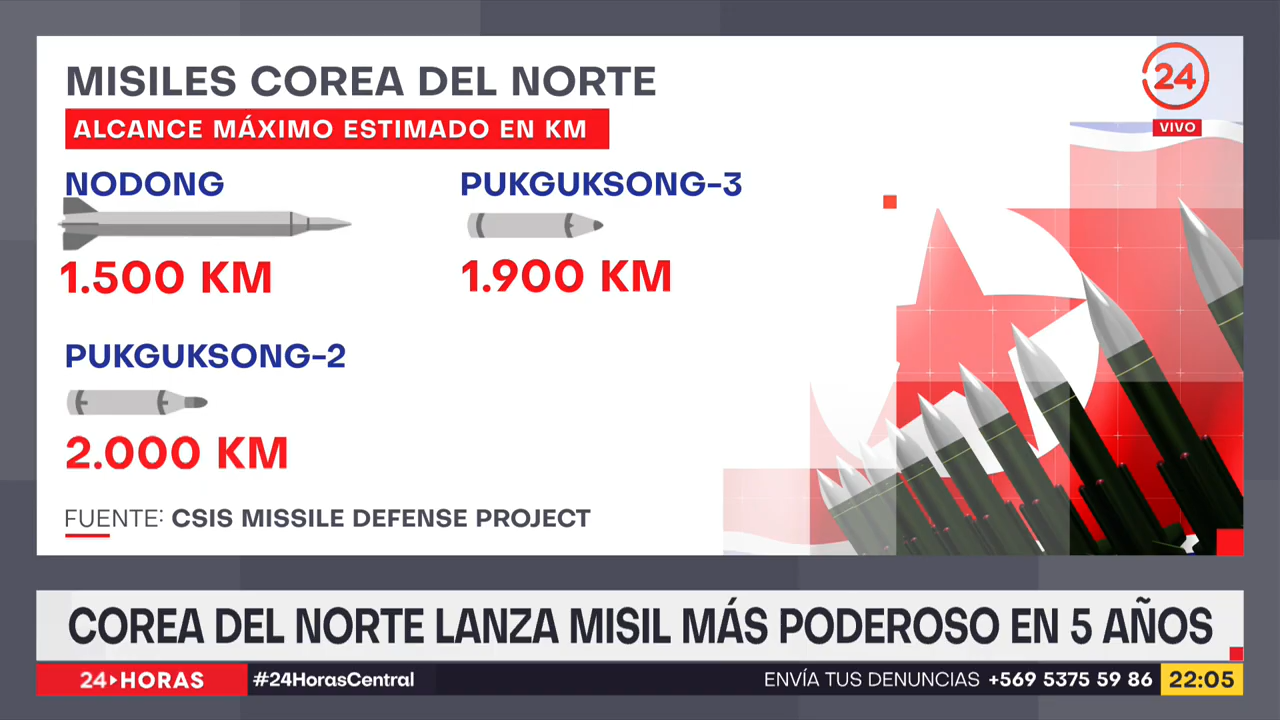 MISILES COREA DEL NORTE
ALCANCE MÁXIMO ESTIMADO EN KM
24
VIVO
NODONG
1.500 KM
PUKGUKSONG-3
1.900 KM
PUKGUKSONG-2
2.000 KM
FUENTE: CSIS MISSILE DEFENSE PROJECT
COREA DEL NORTE LANZA MISIL MÁS PODEROSO EN 5 AÑOS
24 HORAS #24HorasCentral ENVÍA TUS DENUNCIAS +569 5375 59 86 22:05